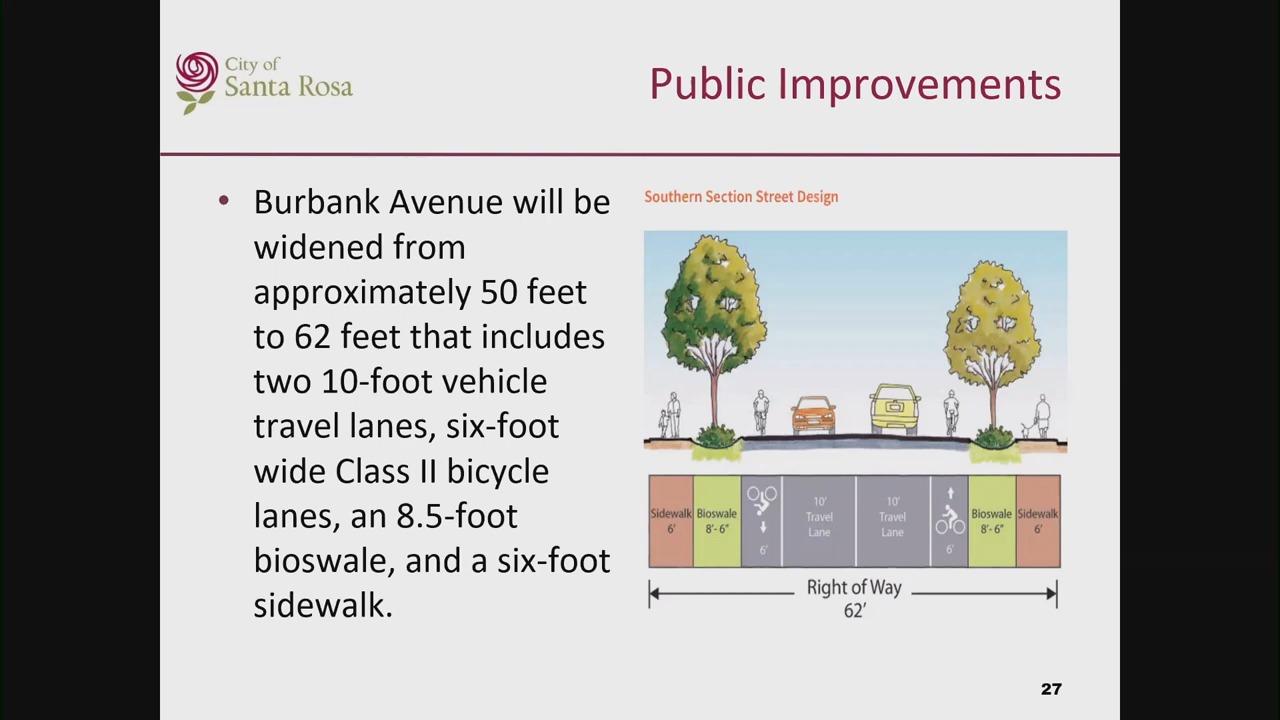 City of
Santa Rosa
Public Improvements
• Burbank Avenue will be
widened from
approximately 50 feet
to 62 feet that includes
two 10-foot vehicle
travel lanes, six-foot
wide Class II bicycle
lanes, an 8.5-foot
bioswale, and a six-foot
sidewalk.
Southern Section Street Design
Sidewalk
6'
Bioswale
8'- 6"
6'
10'
Travel
Lane
10'
Travel
Lane
6'
Bioswale
8'- 6"
Sidewalk
6'
Right of Way
62'
27